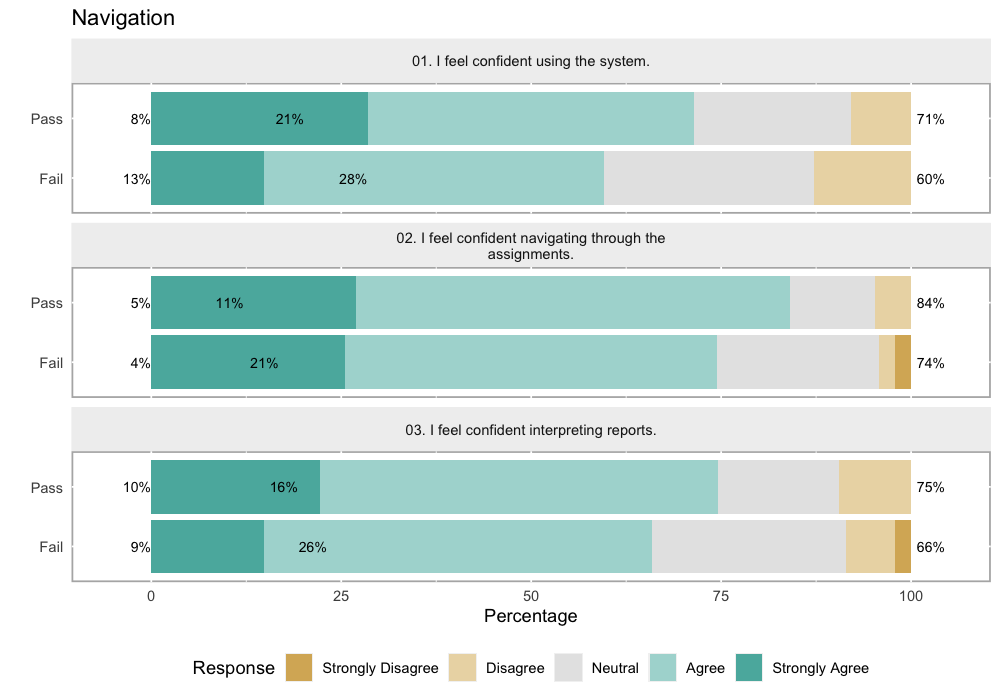 Navigation
01. I feel confident using the system.
Pass 8% 21% 71%
Fail 13% 28% 60%
02. I feel confident navigating through the
assignments.
Pass 5% 11% 84%
Fail 4% 21% 74%
03. I feel confident interpreting reports.
Pass 10% 16% 75%
Fail 9% 26% 66%
0 25 50 75 100
Percentage
Response Strongly Disagree Disagree Neutral Agree Strongly Agree